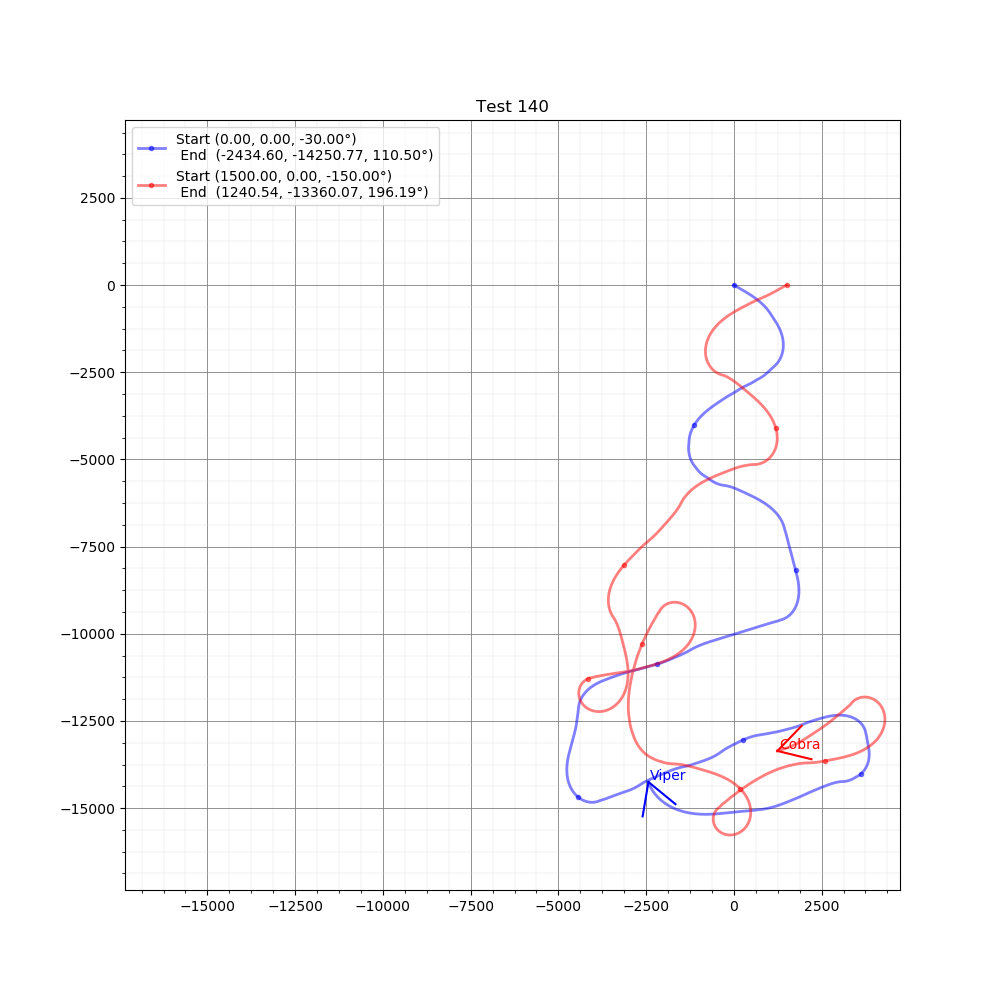 Test 140
Start (0.00, 0.00, -30.00°)
End (-2434.60, -14250.77, 110.50°)
Start (1500.00, 0.00, -150.00°)
End (1240.54, -13360.07, 196.19°)
2500
0
−2500
−5000
−7500
−10000
−12500
−15000
Cobra
Viper
−15000 −12500 −10000 −7500 −5000 −2500 0 2500